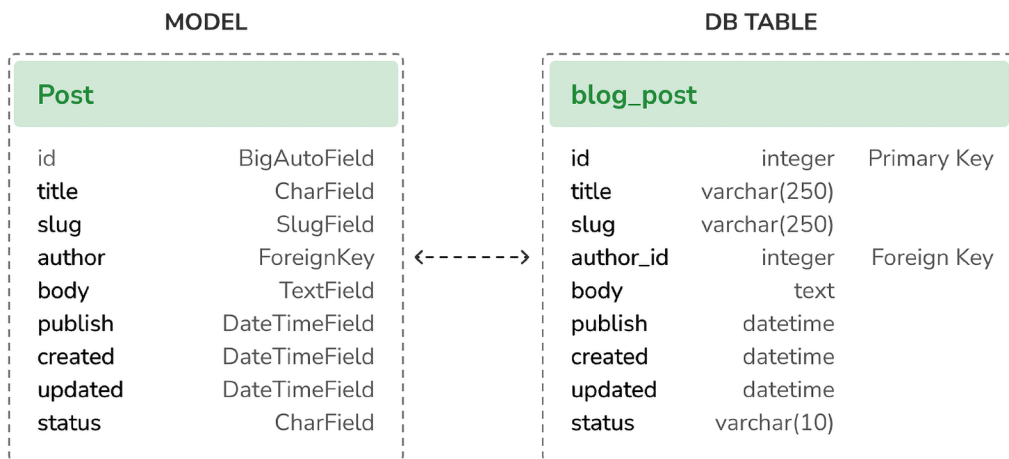 MODEL DB TABLE
Post blog_post
id BigAutoField id integer Primary Key
title CharField title varchar(250)
slug SlugField slug varchar(250)
author ForeignKey author_id integer Foreign Key
body TextField body text
publish DateTimeField publish datetime
created DateTimeField created datetime
updated DateTimeField updated datetime
status CharField status varchar(10)